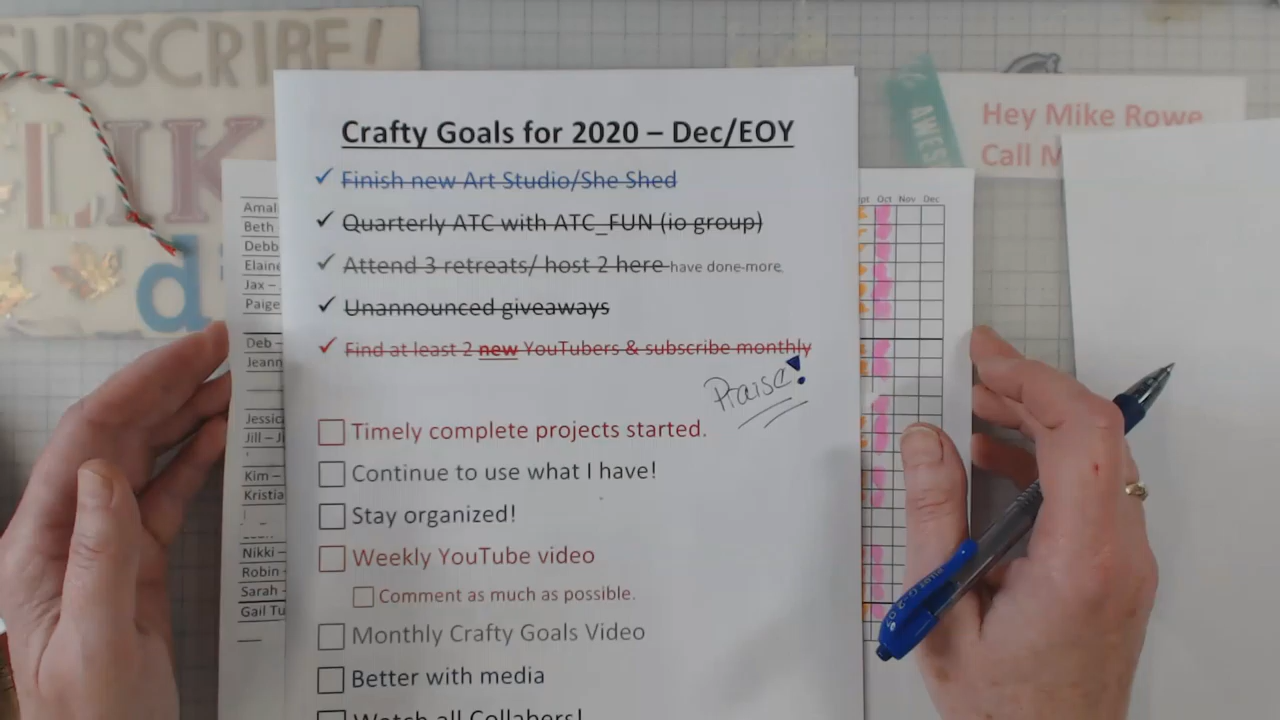 SUBSCRIBE!
LIK
d
AWES
Hey Mike Rowe
Call M
Crafty Goals for 2020 – Dec/EOY
✓ Finish new Art Studio/She Shed
✓ Quarterly ATC with ATC_FUN (io group)
✓ Attend 3 retreats/ host 2 here have done more
✓ Unannounced giveaways
✓ Find at least 2 new YouTubers & subscribe monthly
Praise!
Timely complete projects started.
Continue to use what I have!
Stay organized!
Weekly YouTube video
Comment as much as possible.
Monthly Crafty Goals Video
Better with media
Watch all Collabers!
Amal
Beth
Debb
Elaine
Jax –
Paige
Deb –
Jeann
Jessic
Jill – J
Kim –
Kristia
Nikki –
Robin
Sarah
Gail Tu
pt Oct Nov Dec